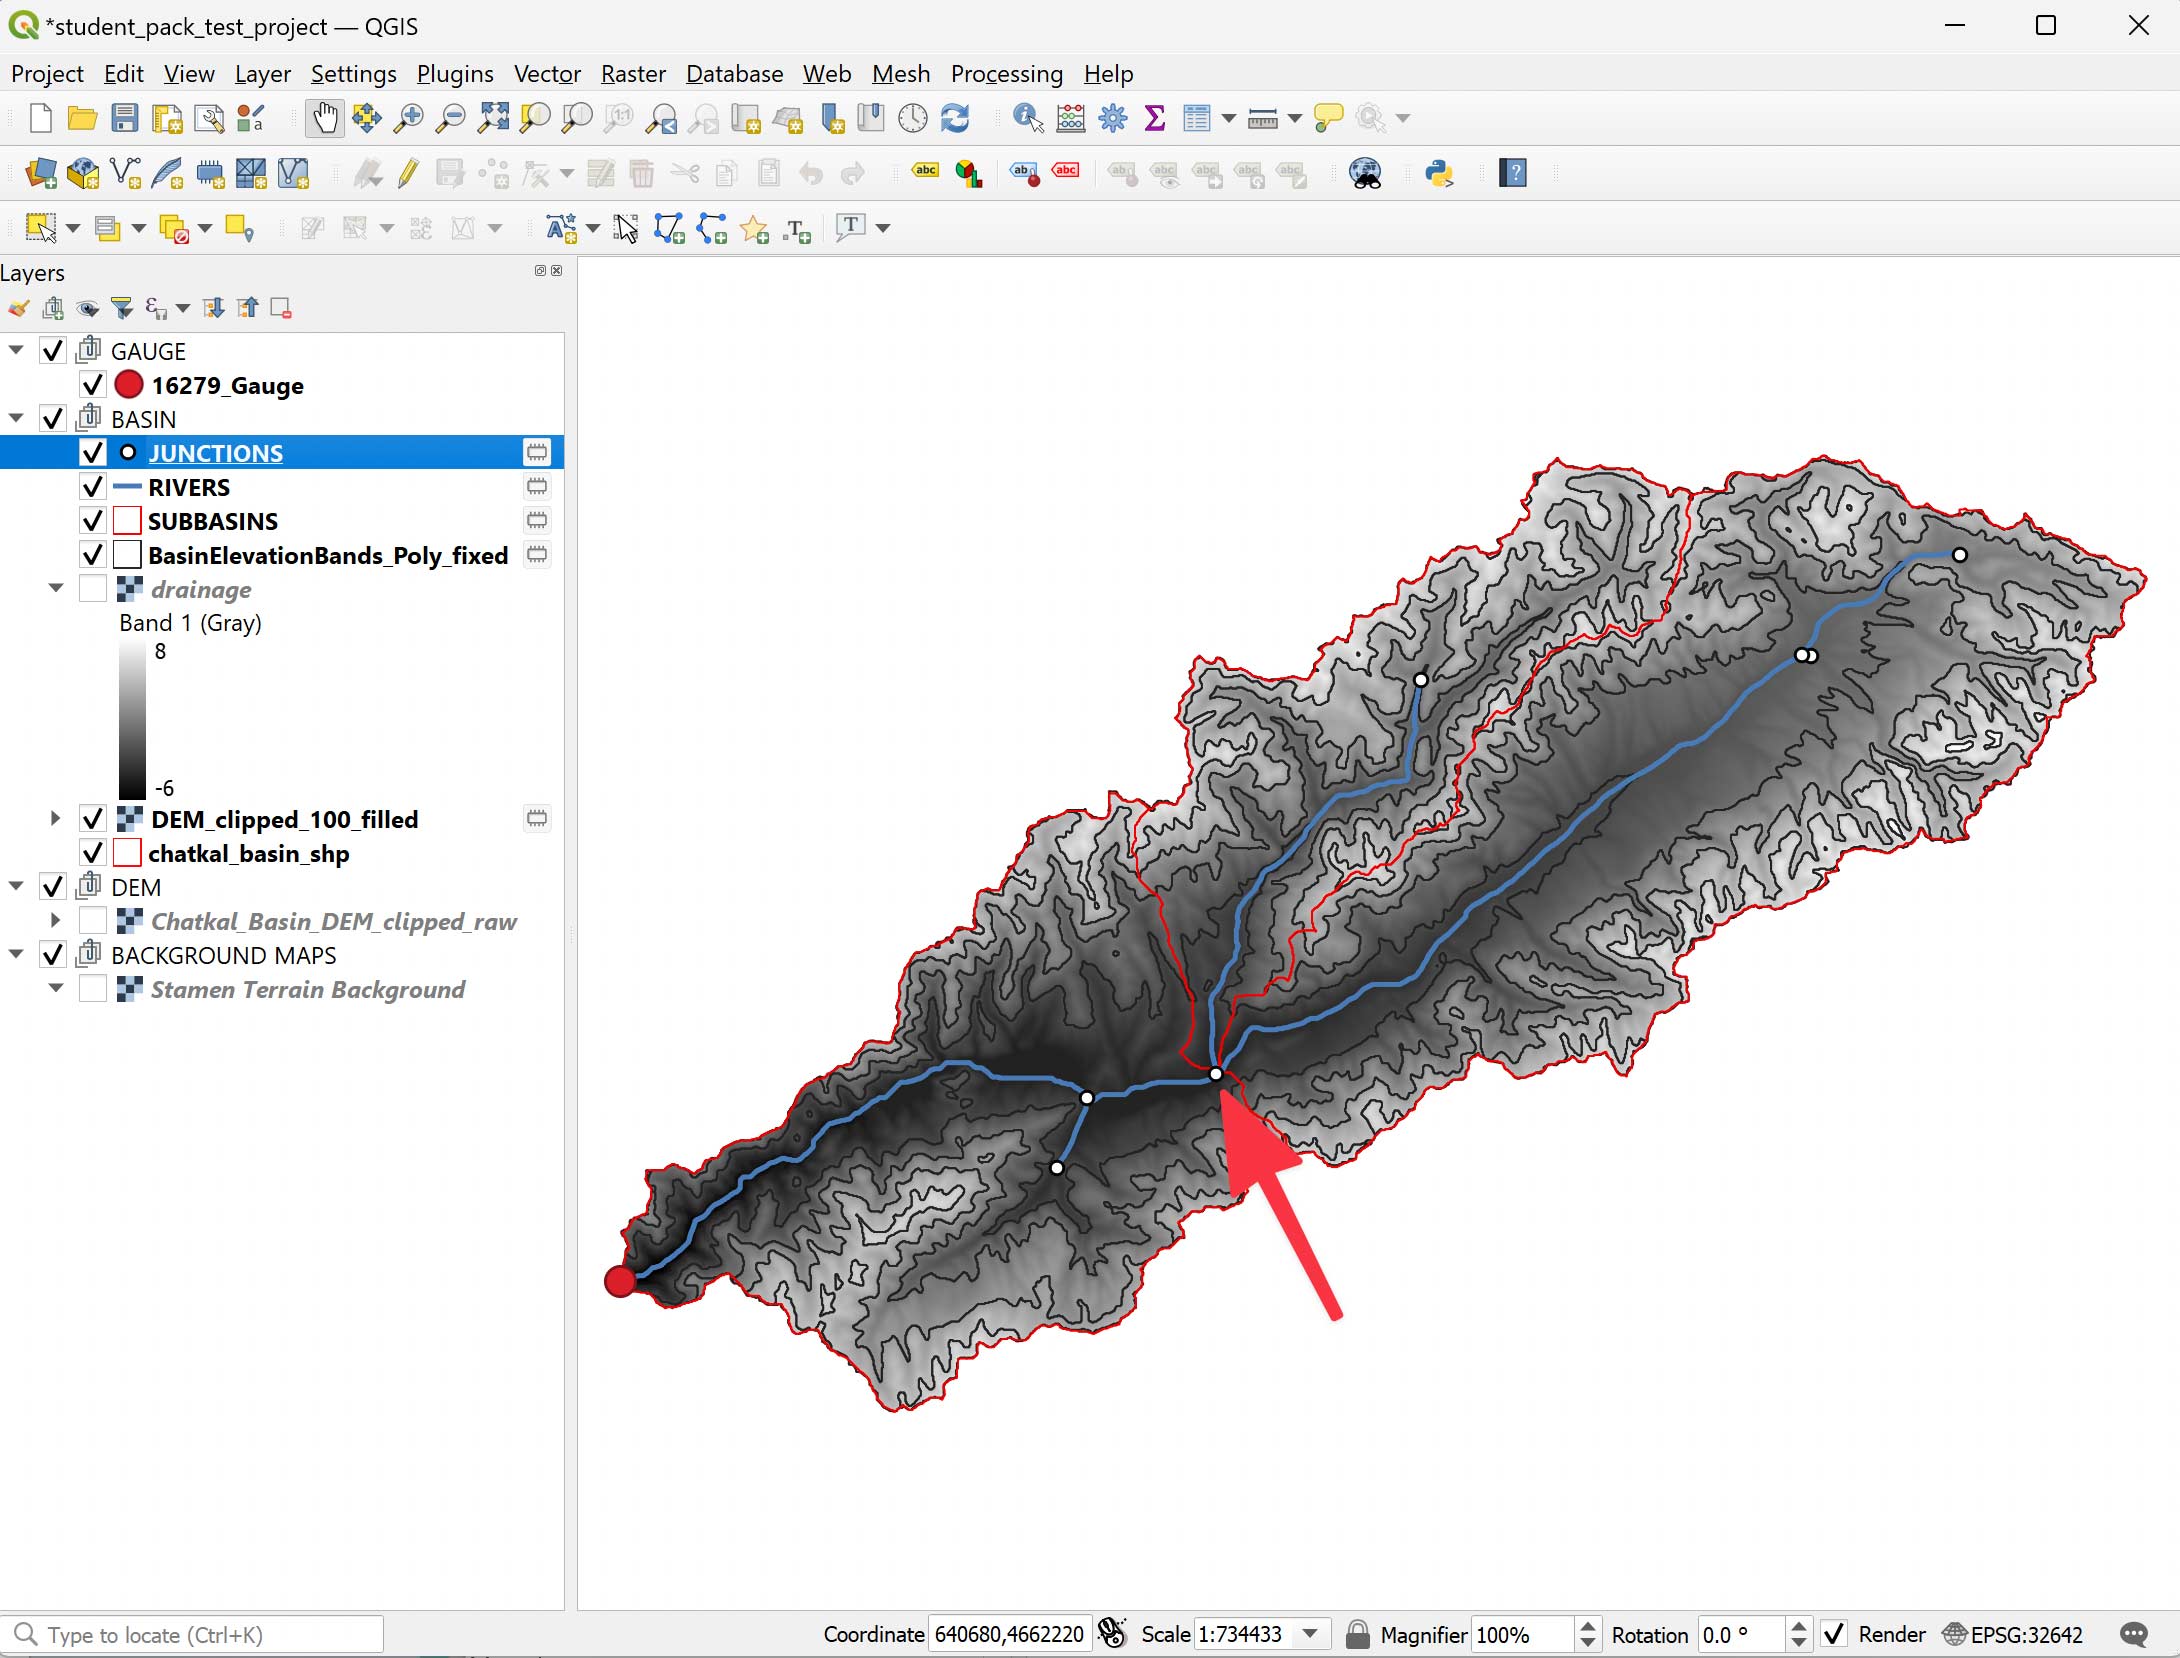 *student_pack_test_project — QGIS
Project Edit View Layer Settings Plugins Vector Raster Database Web Mesh Processing Help
Layers
GAUGE
16279_Gauge
BASIN
JUNCTIONS
RIVERS
SUBBASINS
BasinElevationBands_Poly_fixed
drainage
Band 1 (Gray)
8
-6
DEM_clipped_100_filled
chatkal_basin_shp
DEM
Chatkal_Basin_DEM_clipped_raw
BACKGROUND MAPS
Stamen Terrain Background
Type to locate (Ctrl+K)
Coordinate 640680,4662220 Scale 1:734433 Magnifier 100% Rotation 0.0 ° Render EPSG:32642